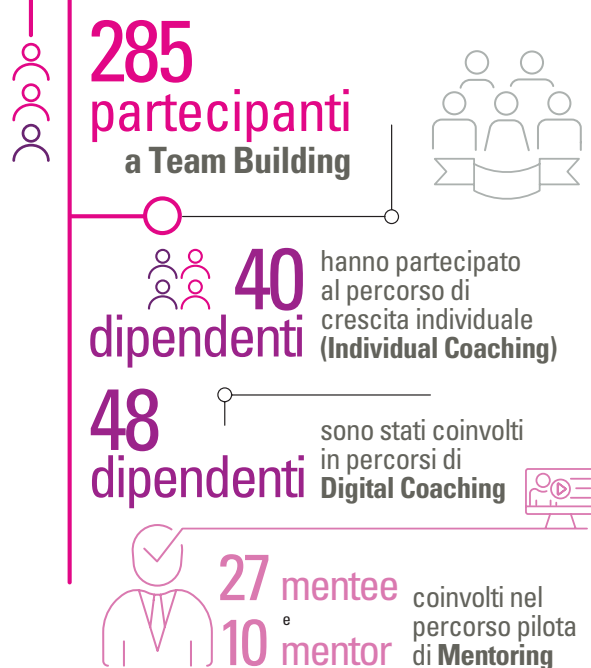 285
partecipanti
a Team Building
40
dipendenti
hanno partecipato
al percorso di
crescita individuale
(Individual Coaching)
48
dipendenti
sono stati coinvolti
in percorsi di
Digital Coaching
27 mentee
e
10 mentor
coinvolti nel
percorso pilota
di Mentoring